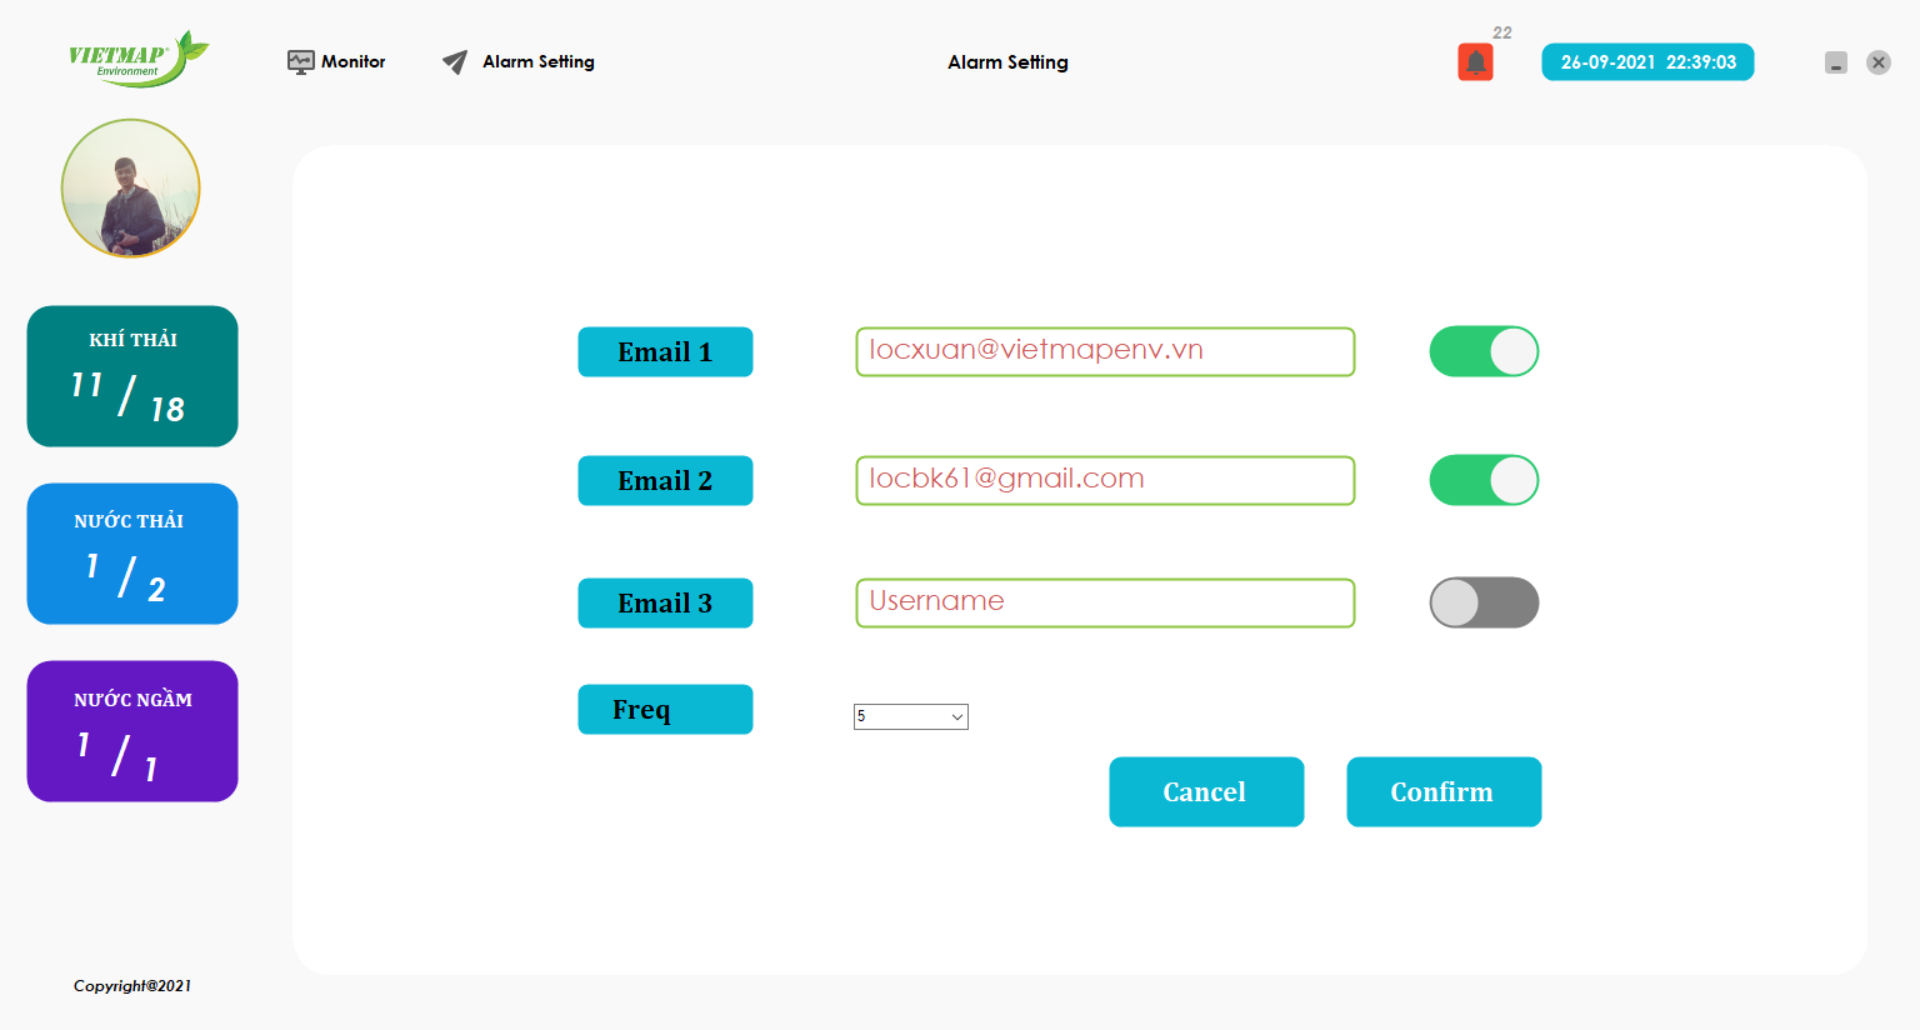 VIETMAP®
Environment
Monitor
Alarm Setting
Alarm Setting
22
26-09-2021 22:39:03
KHÍ THẢI
11 / 18
NƯỚC THẢI
1 / 2
NƯỚC NGẦM
1 / 1
Email 1
locxuan@vietmapenv.vn
Email 2
locbk61@gmail.com
Email 3
Username
Freq
5
Cancel
Confirm
Copyright@2021